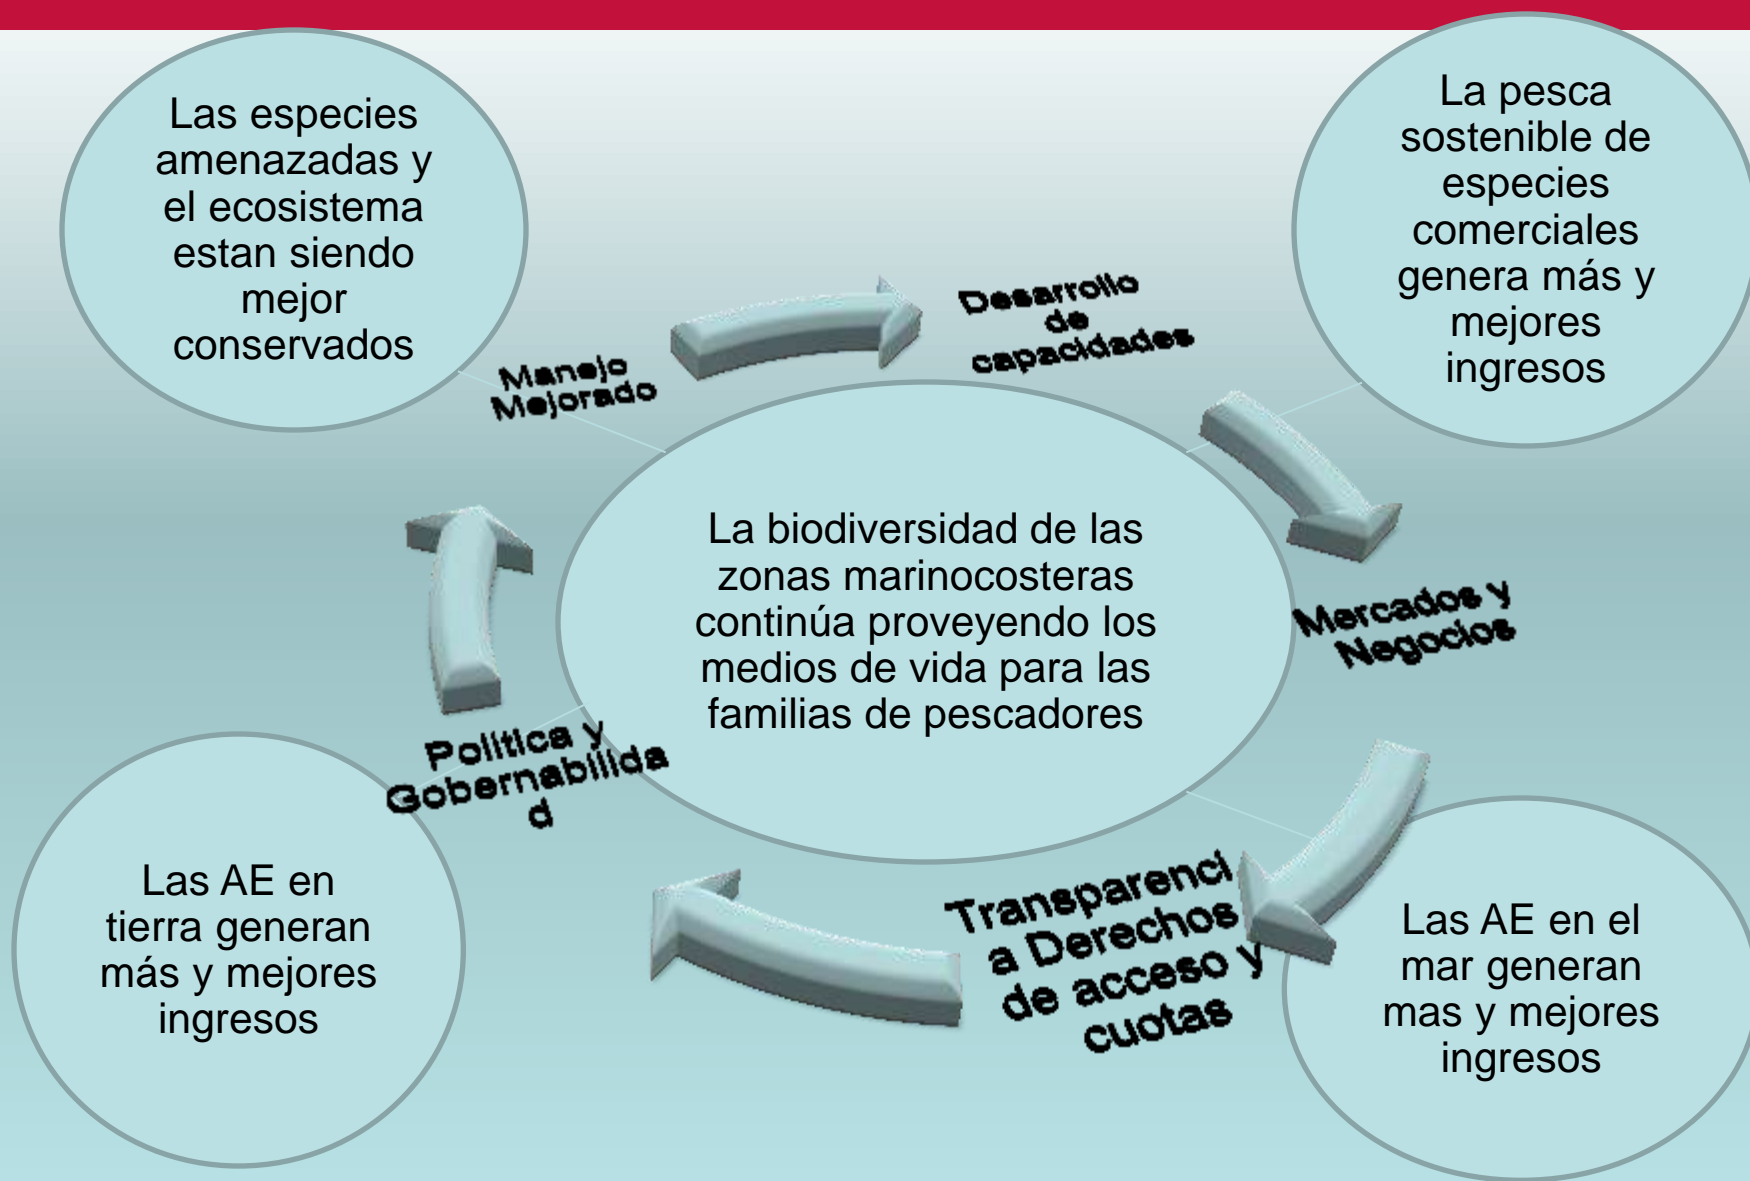 Las especies
amenazadas y
el ecosistema
estan siendo
mejor
conservados
La pesca
sostenible de
especies
comerciales
genera más y
mejores
ingresos
Manejo
Mejorado
Desarrollo
de
capacidades
La biodiversidad de las
zonas marinocosteras
continúa proveyendo los
medios de vida para las
familias de pescadores
Mercados y
Negocios
Política y
Gobernabilida
d
Transparenci
a Derechos
de acceso y
cuotas
Las AE en
tierra generan
más y mejores
ingresos
Las AE en el
mar generan
mas y mejores
ingresos